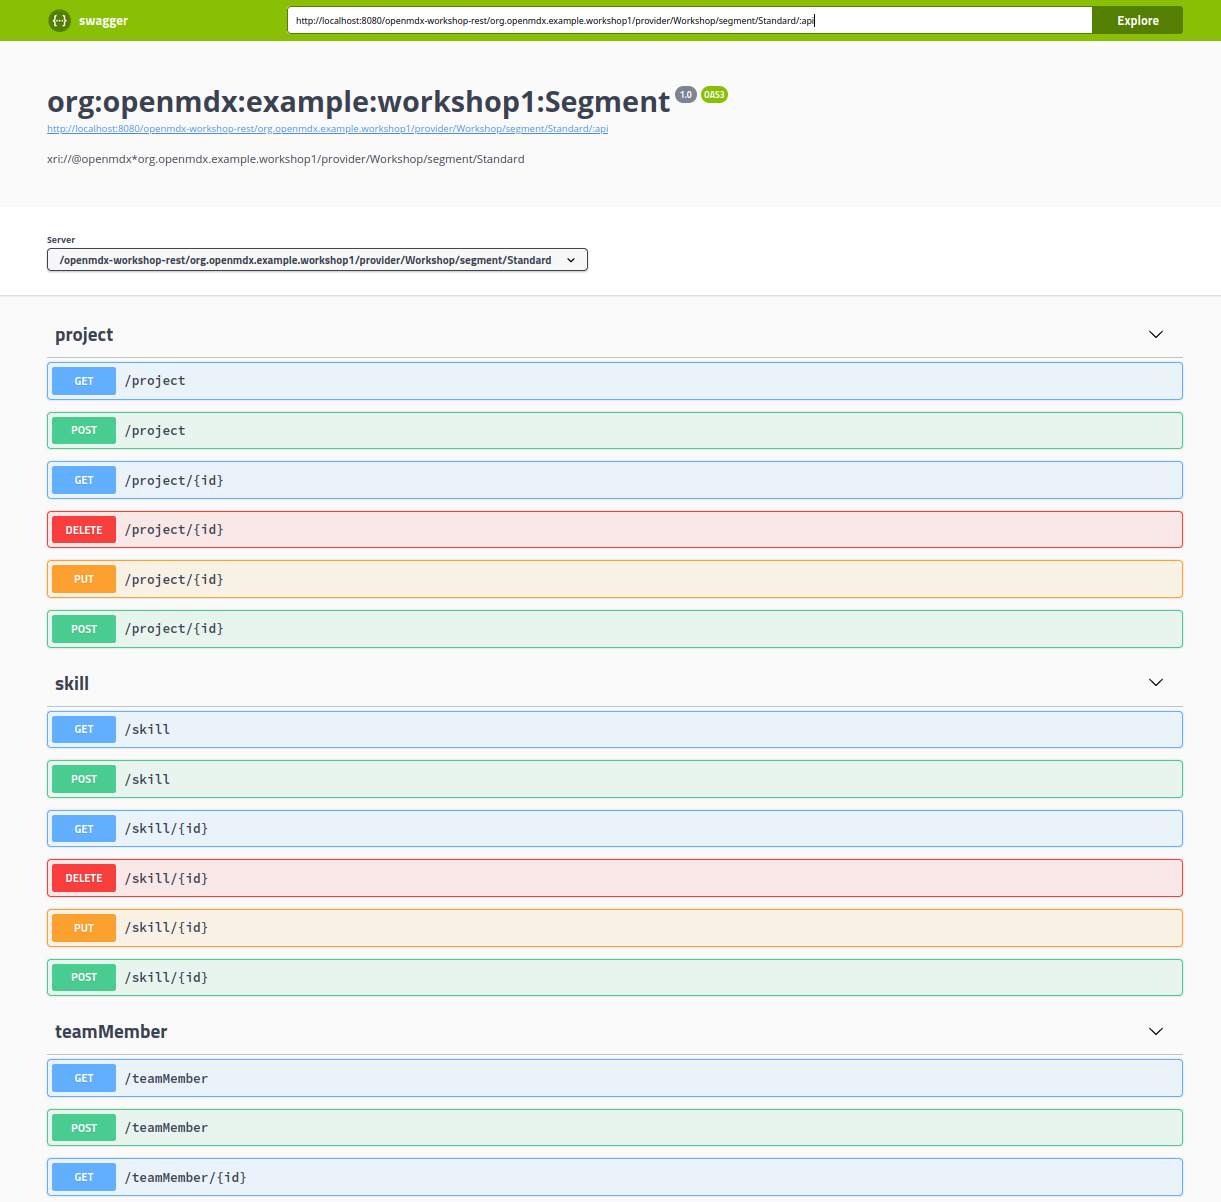 {···} swagger
http://localhost:8080/openmdx-workshop-rest/org.openmdx.example.workshop1/provider/Workshop/segment/Standard/:api
Explore
org:openmdx:example:workshop1:Segment 1.0 OAS3
http://localhost:8080/openmdx-workshop-rest/org.openmdx.example.workshop1/provider/Workshop/segment/Standard/:api
xri://@openmdx*org.openmdx.example.workshop1/provider/Workshop/segment/Standard
Server
/openmdx-workshop-rest/org.openmdx.example.workshop1/provider/Workshop/segment/Standard
project
GET /project
POST /project
GET /project/{id}
DELETE /project/{id}
PUT /project/{id}
POST /project/{id}
skill
GET /skill
POST /skill
GET /skill/{id}
DELETE /skill/{id}
PUT /skill/{id}
POST /skill/{id}
teamMember
GET /teamMember
POST /teamMember
GET /teamMember/{id}